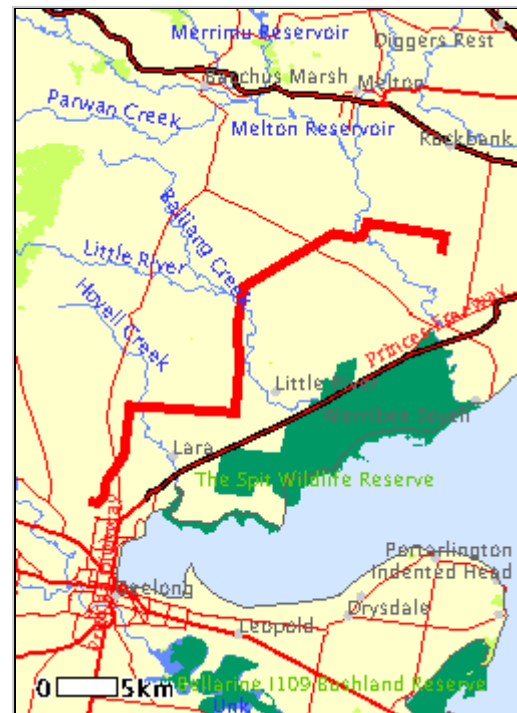 Merrimu Reservoir
Diggers Rest
Bacchus Marsh
Melton
Parwan Creek
Melton Reservoir
Rockbank
Balliang Creek
Little River
Hovell Creek
Princes Freeway
Little River
Werribee South
Lara
The Spit Wildlife Reserve
Portarlington
Indented Head
Geelong
Drysdale
Leopold
0 5km
Bellarine I109 Bushland Reserve